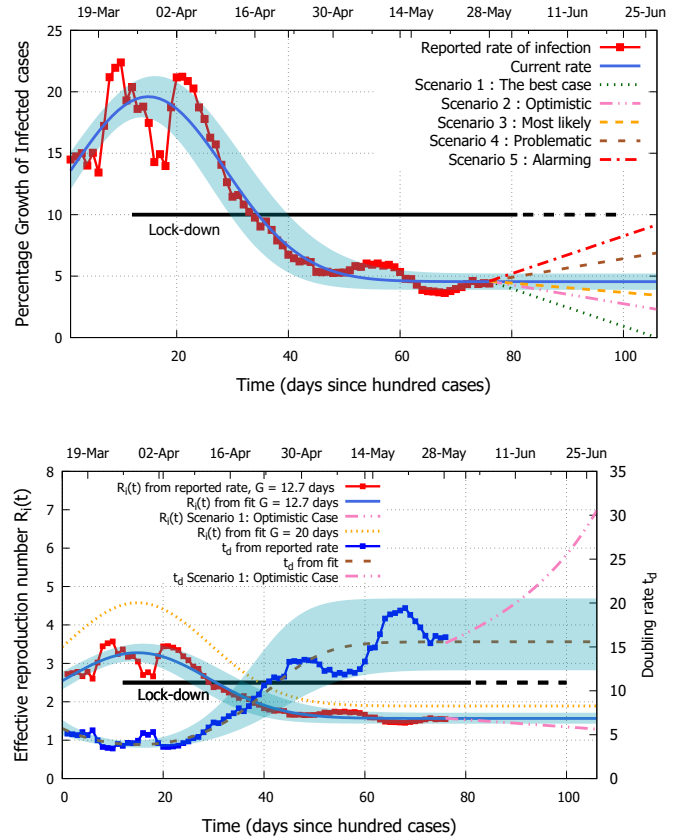 19-Mar 02-Apr 16-Apr 30-Apr 14-May 28-May 11-Jun 25-Jun
25
20
15
10
5
0
Percentage Growth of Infected cases
Reported rate of infection
Current rate
Scenario 1 : The best case
Scenario 2 : Optimistic
Scenario 3 : Most likely
Scenario 4 : Problematic
Scenario 5 : Alarming
Lock-down
20 40 60 80 100
Time (days since hundred cases)
19-Mar 02-Apr 16-Apr 30-Apr 14-May 28-May 11-Jun 25-Jun
8
7
6
5
4
3
2
1
0
Effective reproduction number Rᵢ(t)
Rᵢ(t) from reported rate, G = 12.7 days
Rᵢ(t) from fit G = 12.7 days
Rᵢ(t) Scenario 1: Optimistic Case
Rᵢ(t) from fit G = 20 days
t_d from reported rate
t_d from fit
t_d Scenario 1: Optimistic Case
Lock-down
35
30
25
20
15
10
5
0
Doubling rate t_d
0 20 40 60 80 100
Time (days since hundred cases)